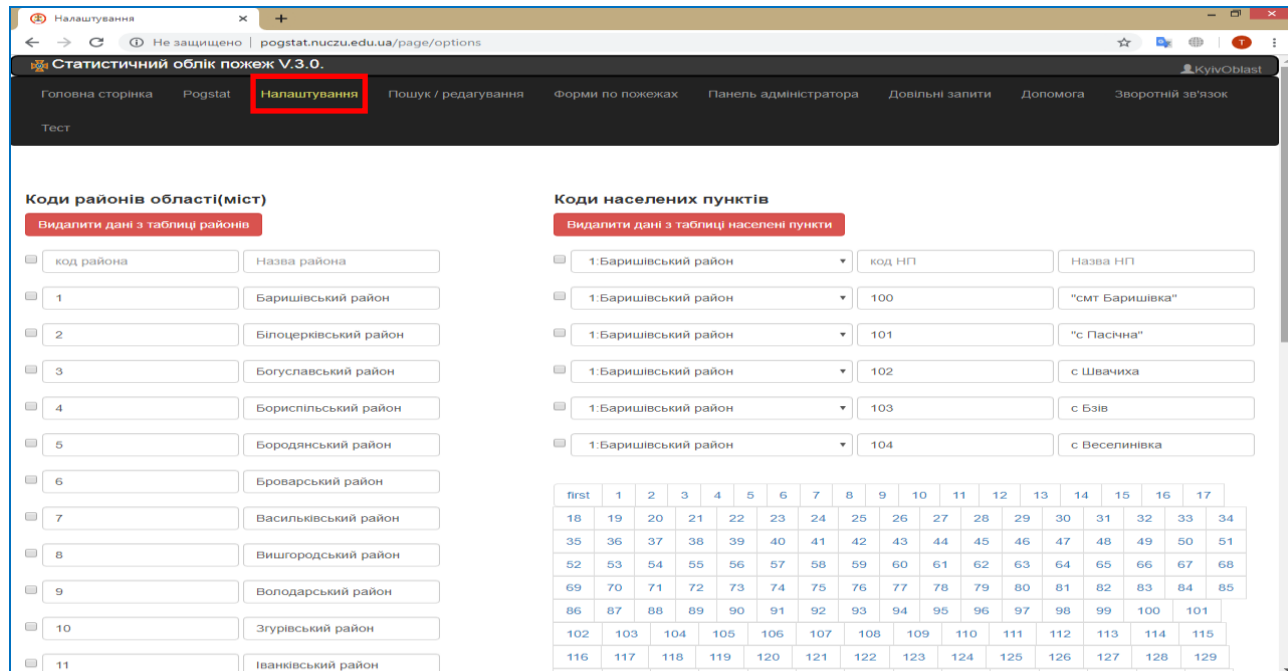 Налаштування
Не защищено | pogstat.nuczu.edu.ua/page/options
Т
Статистичний облік пожеж V.3.0.
KyivOblast
Головна сторінка Pogstat Налаштування Пошук / редагування Форми по пожежах Панель адміністратора Довільні запити Допомога Зворотній зв'язок
Тест
Коди районів області(міст)
Видалити дані з таблиці районів
код района Назва района
1 Баришівський район
2 Білоцерківський район
3 Богуславський район
4 Бориспільський район
5 Бородянський район
6 Броварський район
7 Васильківський район
8 Вишгородський район
9 Володарський район
10 Згурівський район
11 Іванківський район
Коди населених пунктів
Видалити дані з таблиці населені пункти
1:Баришівський район код НП Назва НП
1:Баришівський район 100 "смт Баришівка"
1:Баришівський район 101 "с Пасічна"
1:Баришівський район 102 с Швачиха
1:Баришівський район 103 с Бзів
1:Баришівський район 104 с Веселинівка
first 1 2 3 4 5 6 7 8 9 10 11 12 13 14 15 16 17
18 19 20 21 22 23 24 25 26 27 28 29 30 31 32 33 34
35 36 37 38 39 40 41 42 43 44 45 46 47 48 49 50 51
52 53 54 55 56 57 58 59 60 61 62 63 64 65 66 67 68
69 70 71 72 73 74 75 76 77 78 79 80 81 82 83 84 85
86 87 88 89 90 91 92 93 94 95 96 97 98 99 100 101
102 103 104 105 106 107 108 109 110 111 112 113 114 115
116 117 118 119 120 121 122 123 124 125 126 127 128 129